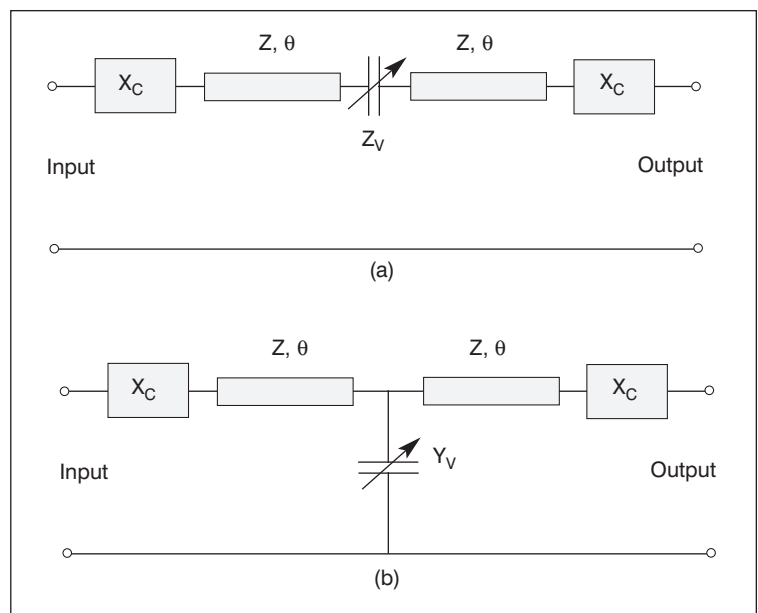 Z, θ Z, θ
X_C X_C
Z_V
Input Output
(a)
Z, θ Z, θ
X_C X_C
Y_V
Input Output
(b)